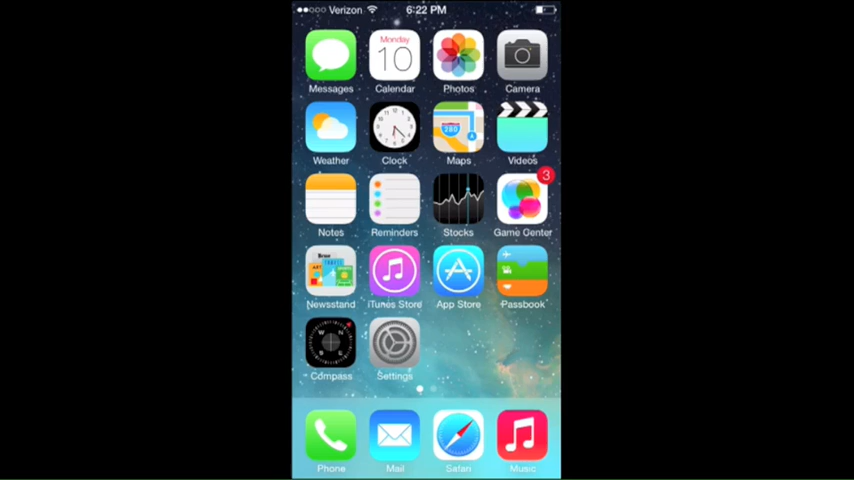 Verizon 6:22 PM
Monday
10
Messages Calendar Photos Camera
280
Weather Clock Maps Videos
3
Notes Reminders Stocks Game Center
Newsstand iTunes Store App Store Passbook
N
W E
S
Compass Settings
Phone Mail Safari Music